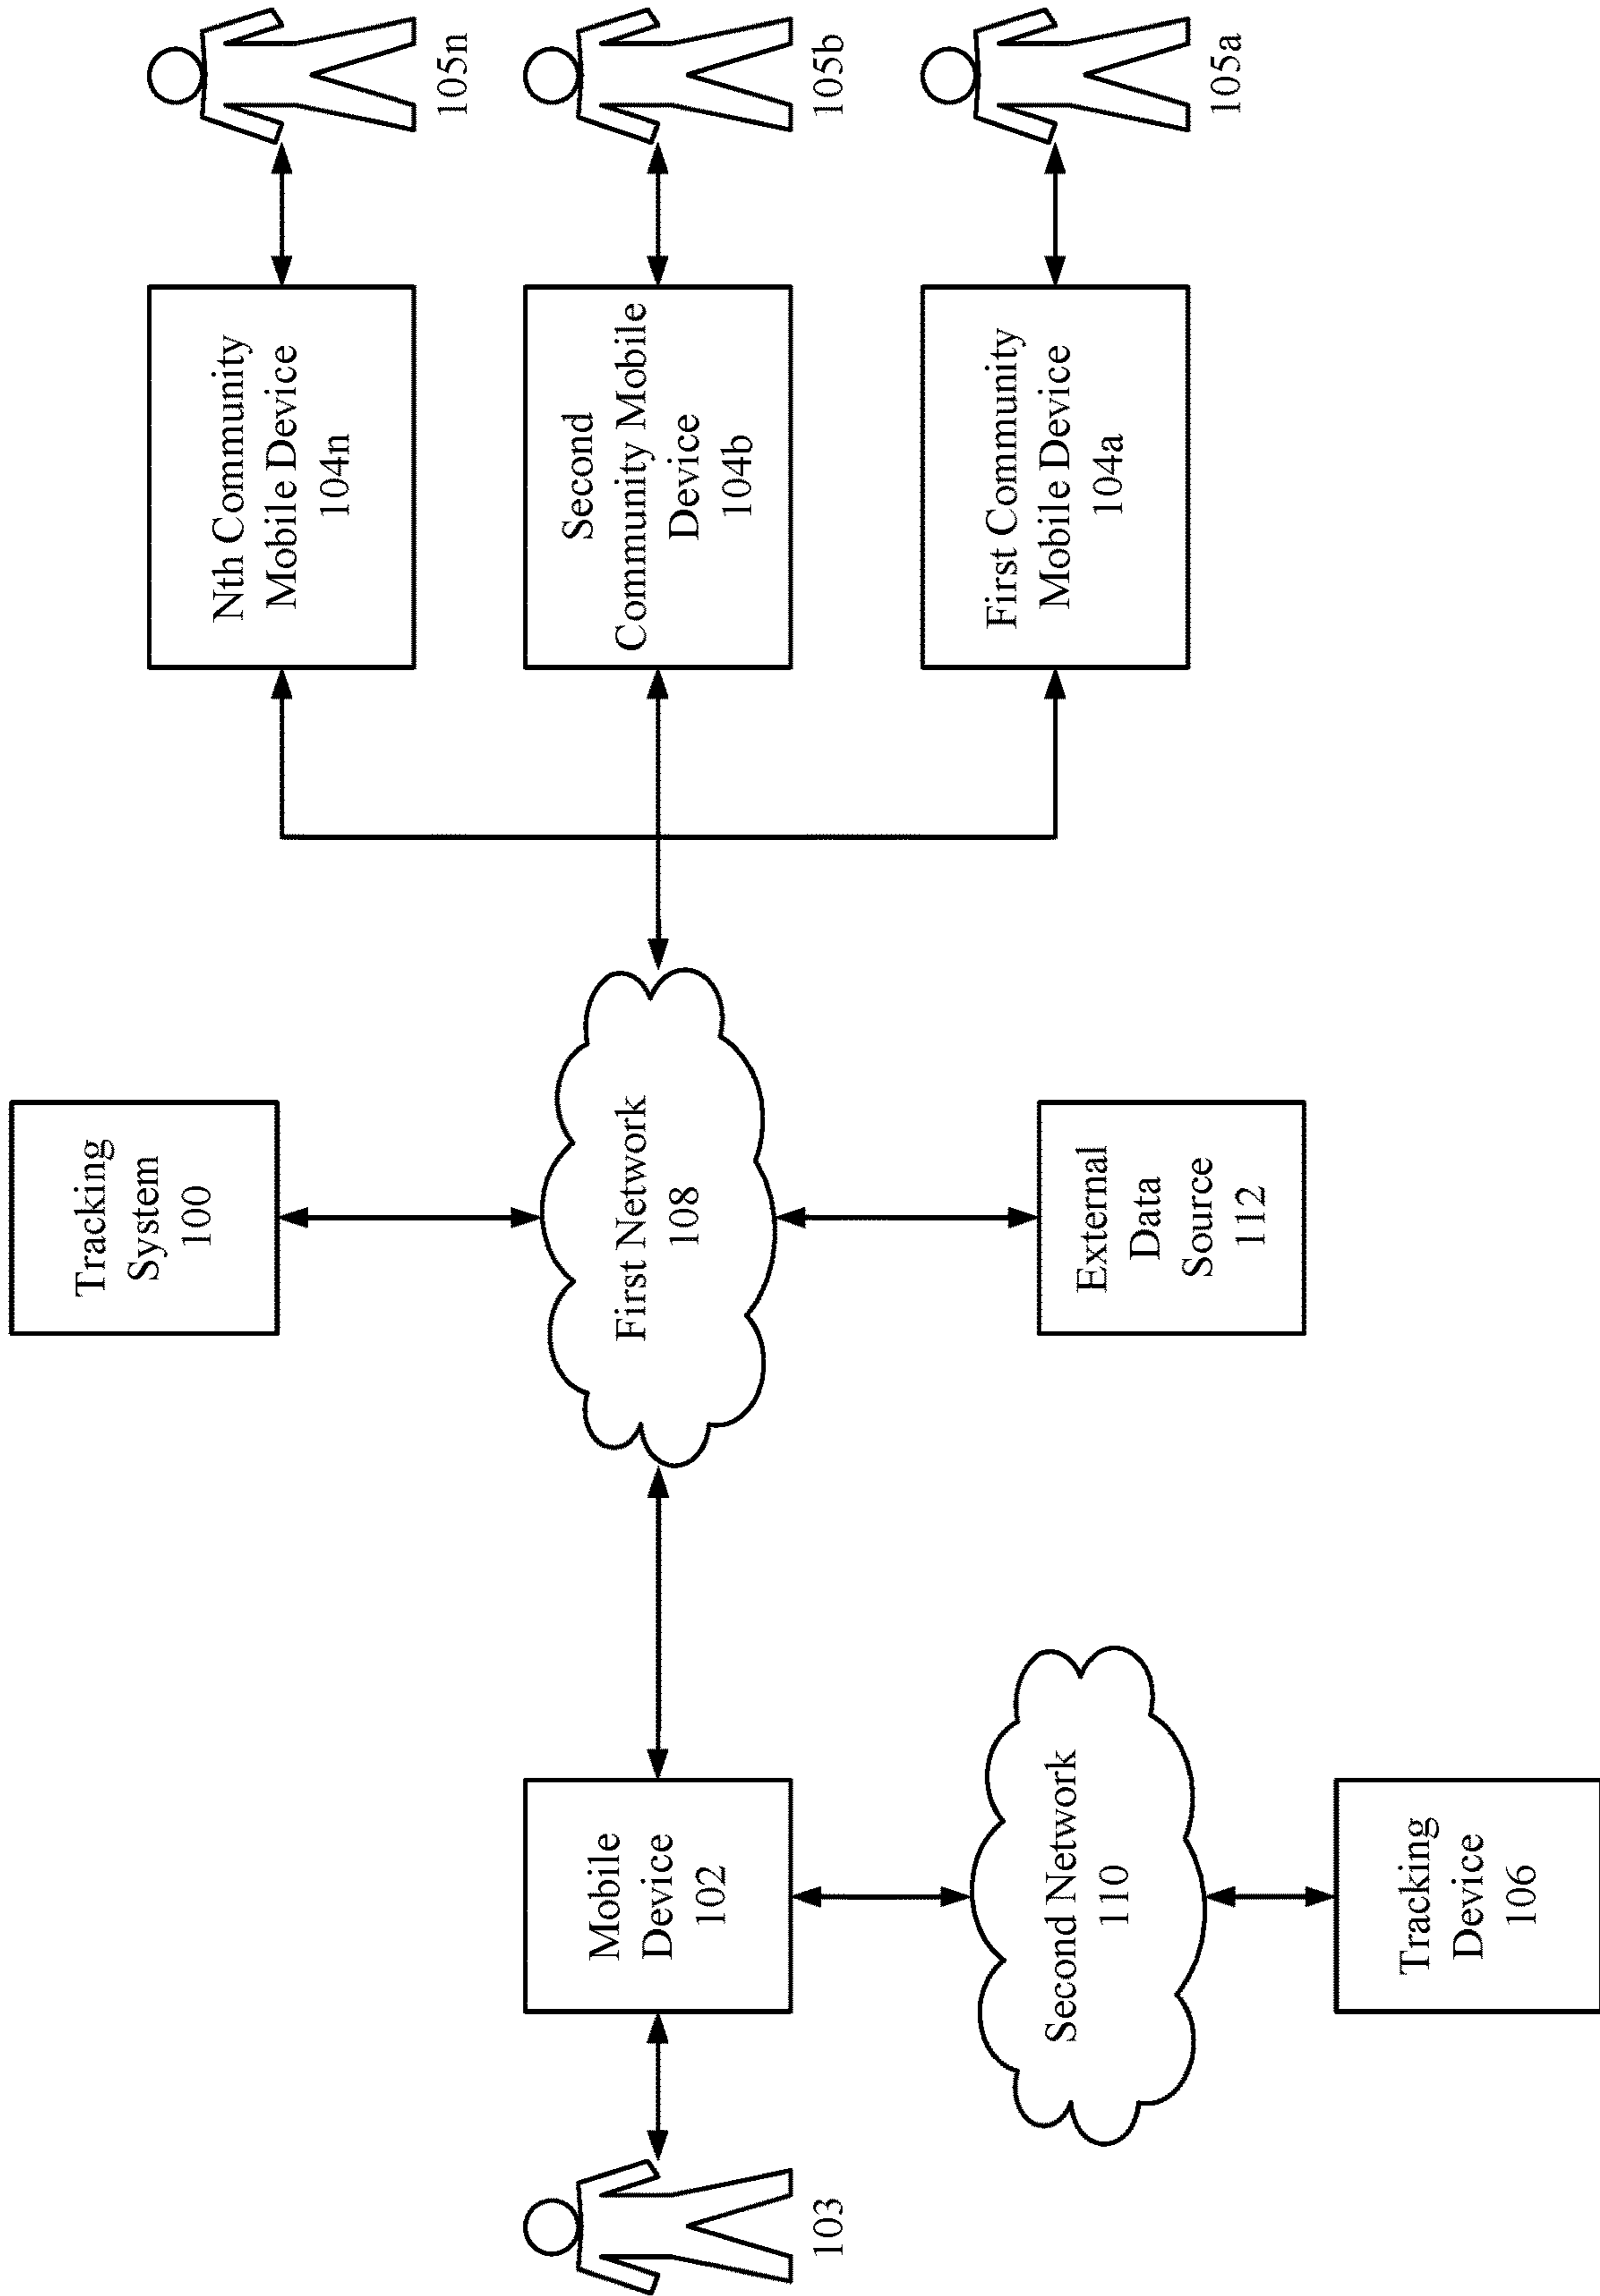 Tracking
System
100
Nth Community
Mobile Device
104n
105n
103
Mobile
Device
102
First Network
108
Second
Community Mobile
Device
104b
105b
Second Network
110
External
Data
Source
112
First Community
Mobile Device
104a
105a
Tracking
Device
106